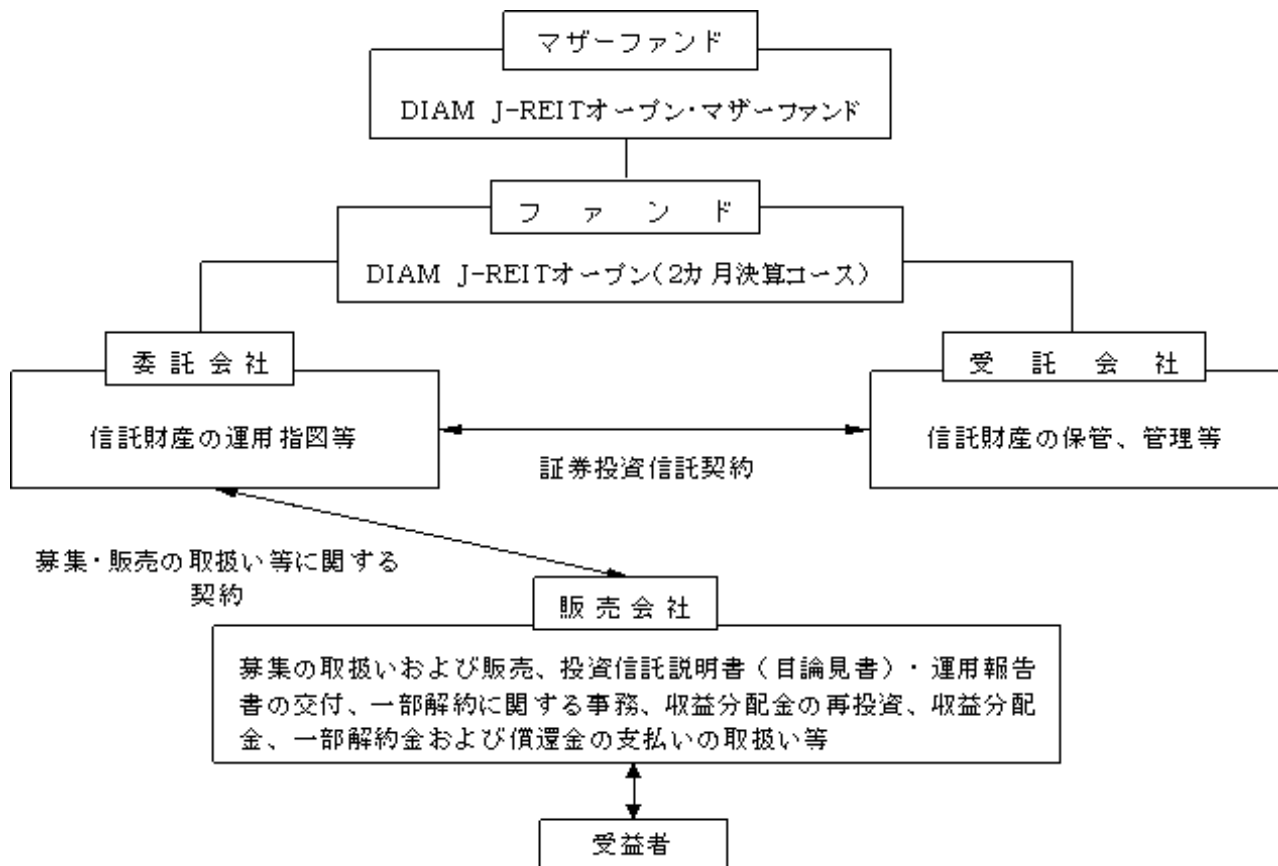 マザーファンド
DIAM J-REITオープン・マザーファンド
ファンド
DIAM J-REITオープン(2カ月決算コース)
委託会社
信託財産の運用指図等
受託会社
信託財産の保管、管理等
証券投資信託契約
募集・販売の取扱い等に関する
契約
販売会社
募集の取扱いおよび販売、投資信託説明書(目論見書)・運用報告
書の交付、一部解約に関する事務、収益分配金の再投資、収益分配
金、一部解約金および償還金の支払いの取扱い等
受益者